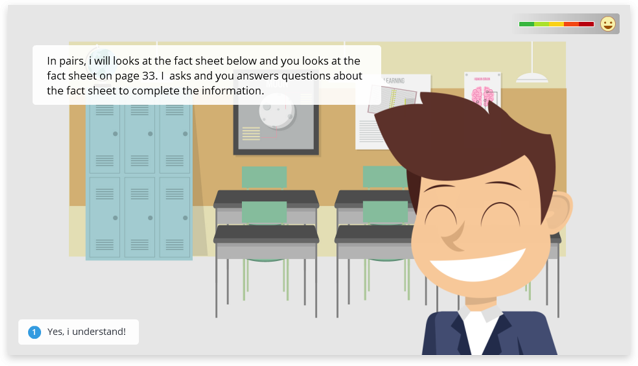 In pairs, i will looks at the fact sheet below and you looks at the
fact sheet on page 33. I  asks and you answers questions about
the fact sheet to complete the information.
1 Yes, i understand!